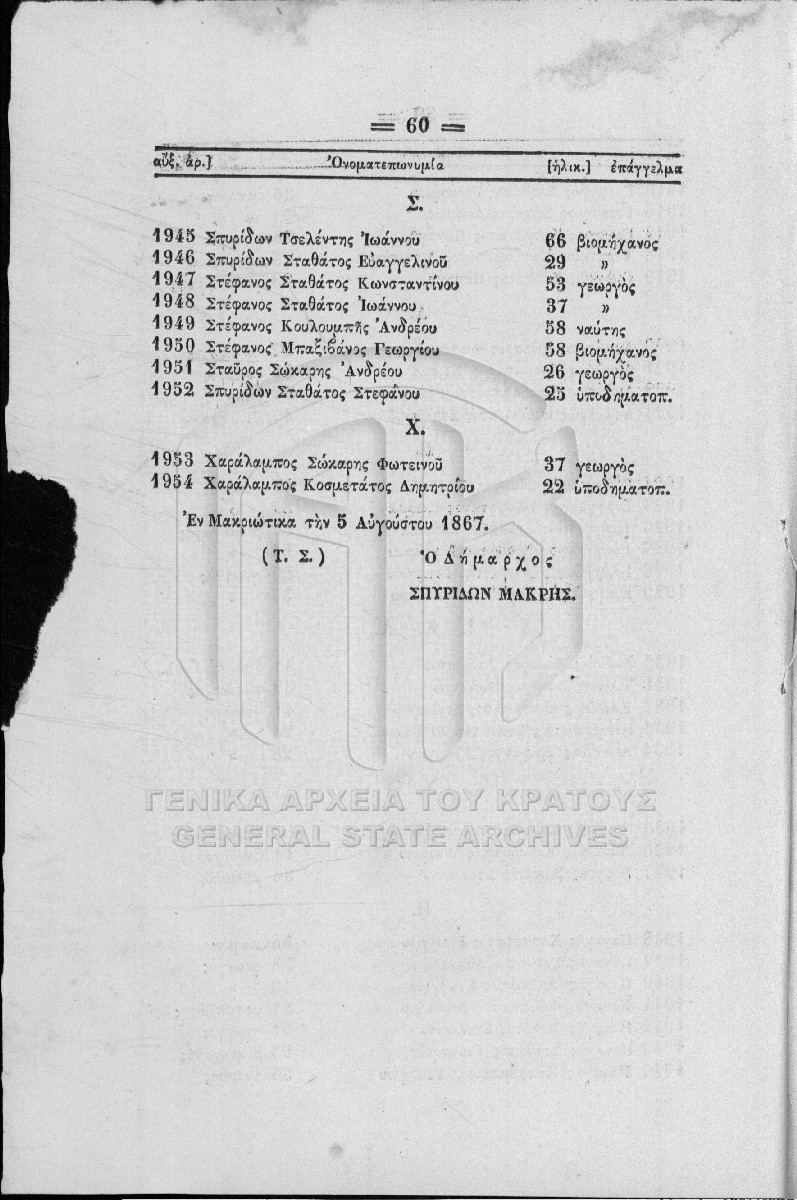 = 60 =
αὔξ. ἀρ.] Ὀνοματεπωνυμία [ἡλικ.] ἐπάγγελμα
Σ.
1945 Σπυρίδων Τσελέντης Ἰωάννου 66 βιομήχανος
1946 Σπυρίδων Σταθάτος Εὐαγγελινοῦ 29 »
1947 Στέφανος Σταθάτος Κωνσταντίνου 53 γεωργὸς
1948 Στέφανος Σταθάτος Ἰωάννου 37 »
1949 Στέφανος Κουλουμπῆς Ἀνδρέου 58 ναύτης
1950 Στέφανος Μπαξιβάνος Γεωργίου 58 βιομήχανὸς
1951 Σταῦρος Σώκαρης Ἀνδρέου 26 γεωργὸς
1952 Σπυρίδων Σταθάτος Στεφάνου 25 ὑποδηματοπ.
Χ.
1953 Χαράλαμπος Σώκαρης Φωτεινοῦ 37 γεωργὸς
1954 Χαράλαμπος Κοσμετάτος Δημητρίου 22 ὑποδηματοπ.
Ἐν Μακριώτικα τὴν 5 Αὐγούστου 1867.
(Τ. Σ.) Ὁ Δήμαρχος
ΣΠΥΡΙΔΩΝ ΜΑΚΡΗΣ.
ΓΕΝΙΚΑ ΑΡΧΕΙΑ ΤΟΥ ΚΡΑΤΟΥΣ
GENERAL STATE ARCHIVES